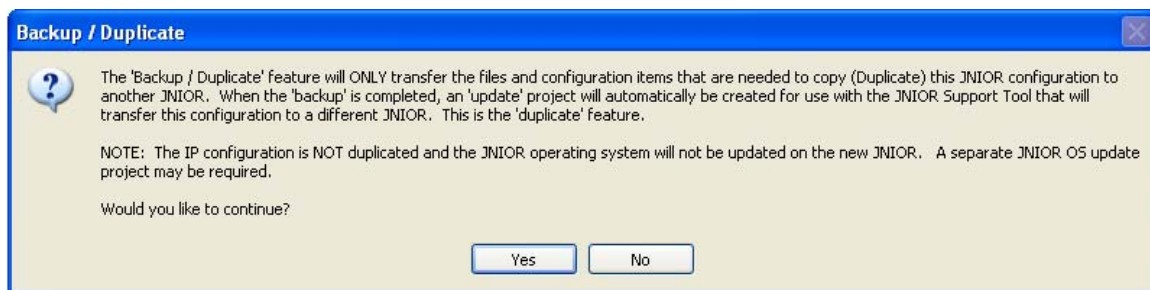 Backup / Duplicate
The 'Backup / Duplicate' feature will ONLY transfer the files and configuration items that are needed to copy (Duplicate) this JNIOR configuration to
another JNIOR.  When the 'backup' is completed, an 'update' project will automatically be created for use with the JNIOR Support Tool that will
transfer this configuration to a different JNIOR.  This is the 'duplicate' feature.
NOTE:  The IP configuration is NOT duplicated and the JNIOR operating system will not be updated on the new JNIOR.   A separate JNIOR OS update
project may be required.
Would you like to continue?
Yes
No